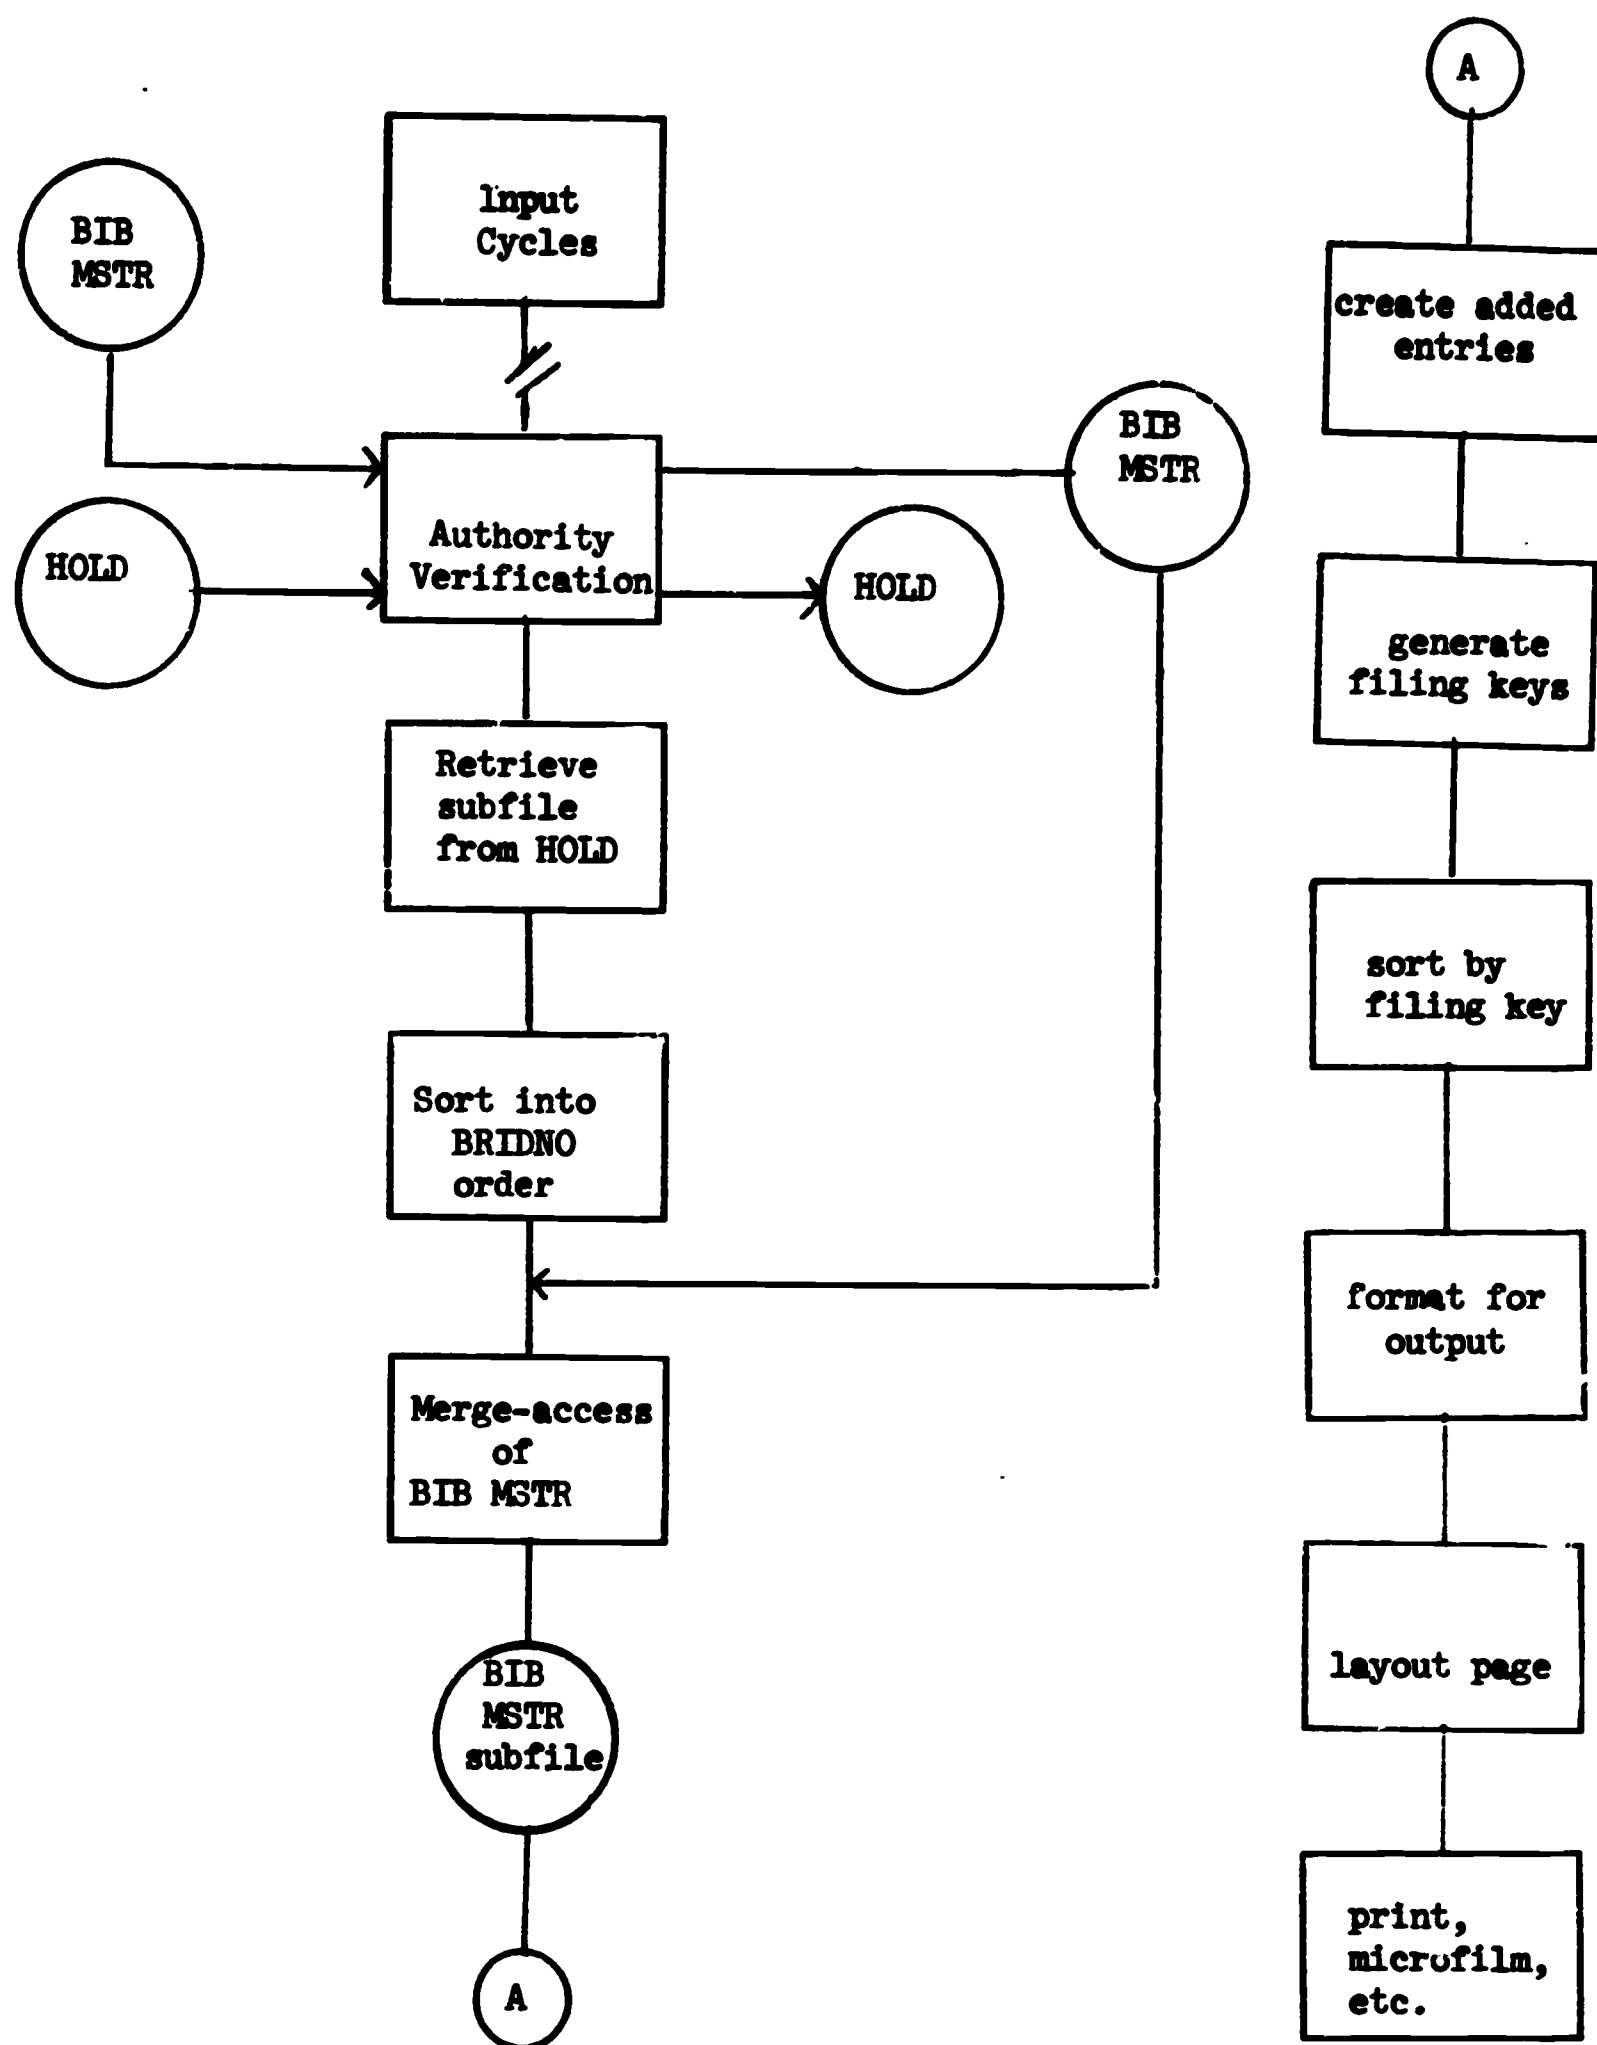 Input
Cycles
BIB
MSTR
Authority
Verification
HOLD
BIB
MSTR
HOLD
Retrieve
subfile
from HOLD
Sort into
BRIDNO
order
Merge-access
of
BIB MSTR
BIB
MSTR
subfile
A
A
create added
entries
generate
filing keys
sort by
filing key
format for
output
layout page
print,
microfilm,
etc.